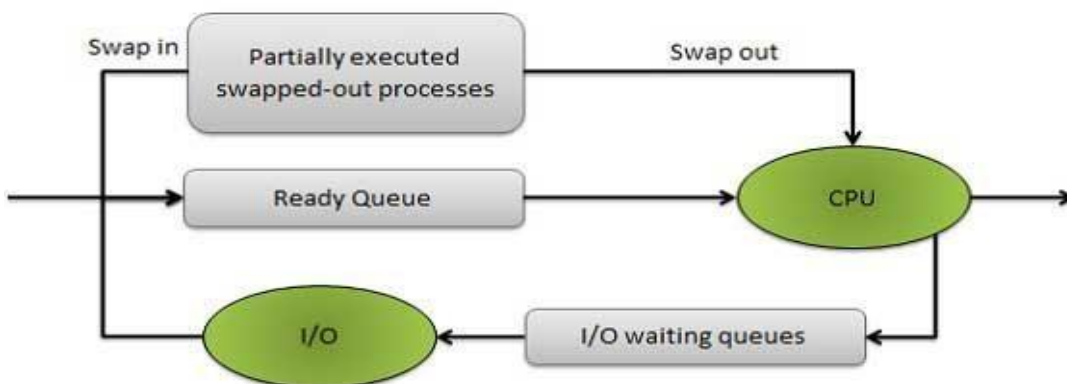 Swap in
Partially executed
swapped-out processes
Swap out
Ready Queue
CPU
I/O
I/O waiting queues